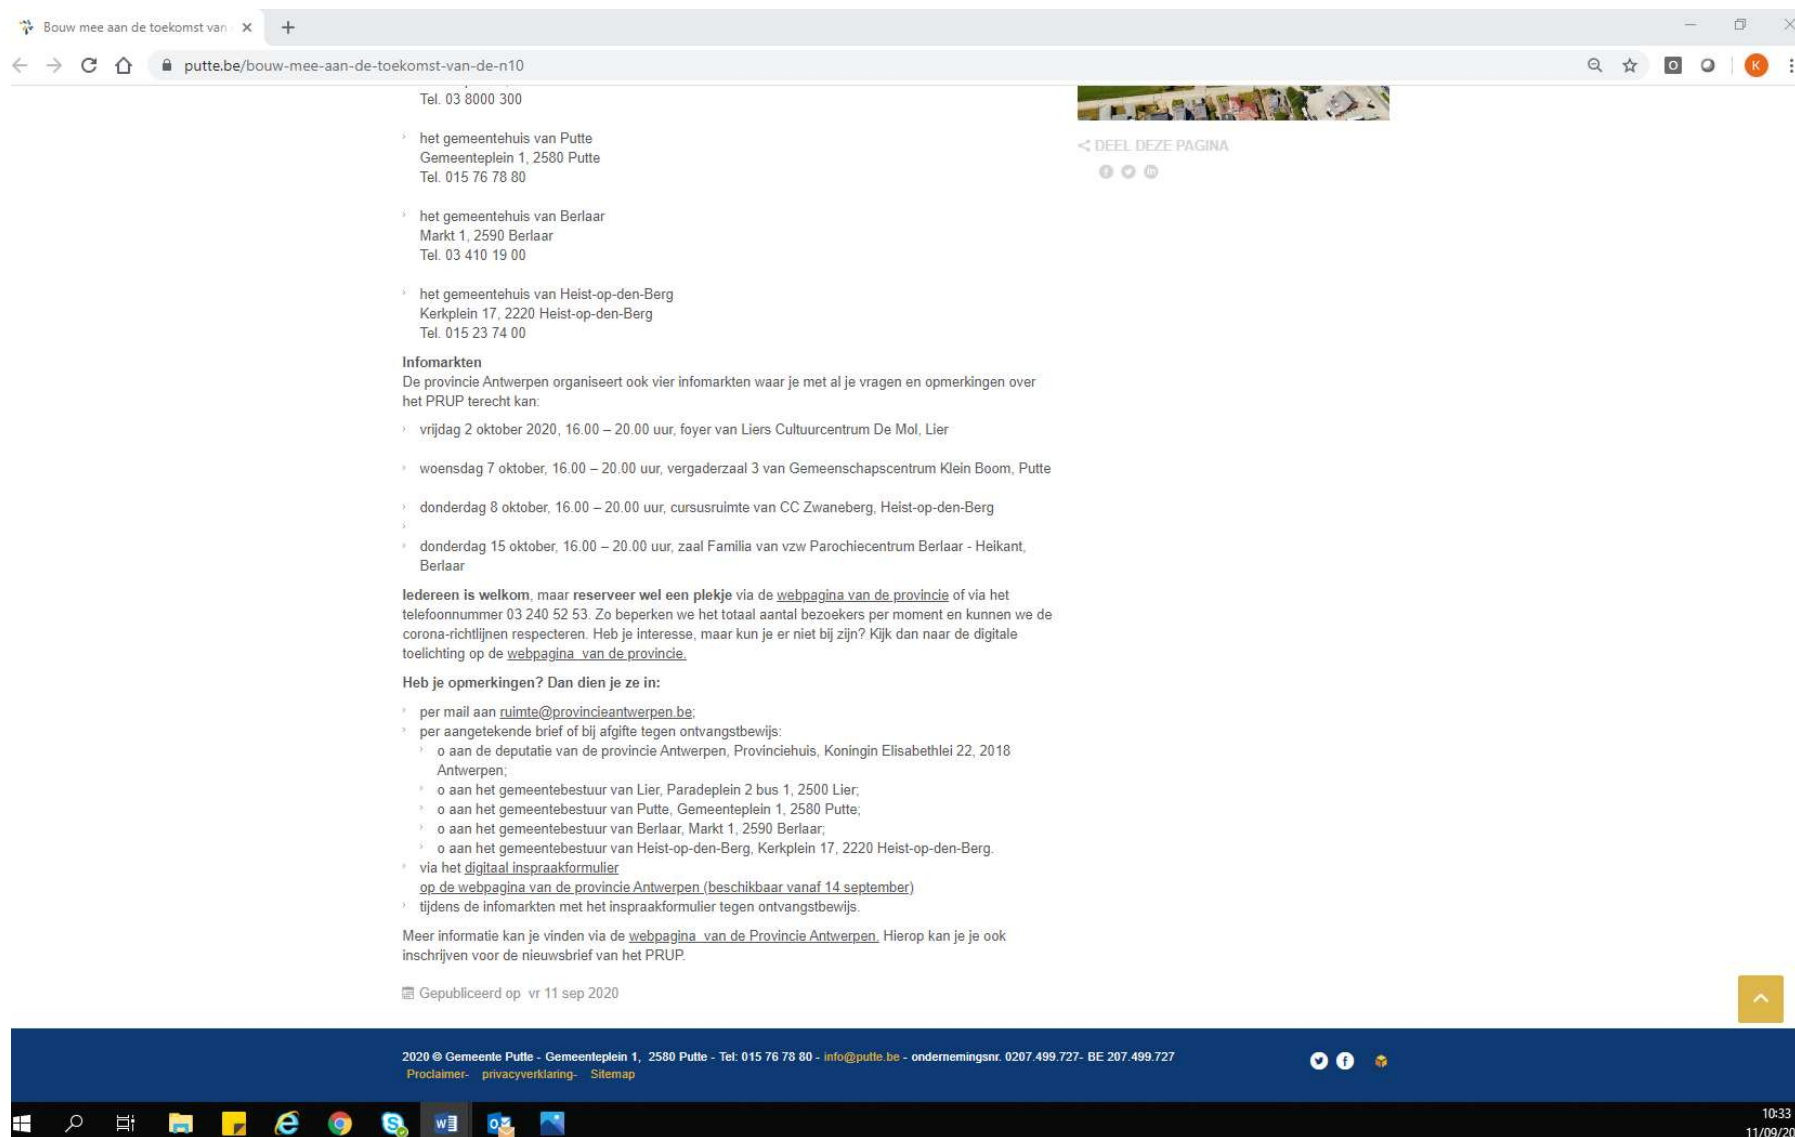 Bouw mee aan de toekomst van
putte.be/bouw-mee-aan-de-toekomst-van-de-n10
K
Tel. 03 8000 300
het gemeentehuis van Putte
Gemeenteplein 1, 2580 Putte
Tel. 015 76 78 80
het gemeentehuis van Berlaar
Markt 1, 2590 Berlaar
Tel. 03 410 19 00
het gemeentehuis van Heist-op-den-Berg
Kerkplein 17, 2220 Heist-op-den-Berg
Tel. 015 23 74 00
DEEL DEZE PAGINA
Infomarkten
De provincie Antwerpen organiseert ook vier infomarkten waar je met al je vragen en opmerkingen over
het PRUP terecht kan:
vrijdag 2 oktober 2020, 16.00 – 20.00 uur, foyer van Liers Cultuurcentrum De Mol, Lier
woensdag 7 oktober, 16.00 – 20.00 uur, vergaderzaal 3 van Gemeenschapscentrum Klein Boom, Putte
donderdag 8 oktober, 16.00 – 20.00 uur, cursusruimte van CC Zwaneberg, Heist-op-den-Berg
donderdag 15 oktober, 16.00 – 20.00 uur, zaal Familia van vzw Parochiecentrum Berlaar - Heikant,
Berlaar
Iedereen is welkom, maar reserveer wel een plekje via de webpagina van de provincie of via het
telefoonnummer 03 240 52 53. Zo beperken we het totaal aantal bezoekers per moment en kunnen we de
corona-richtlijnen respecteren. Heb je interesse, maar kun je er niet bij zijn? Kijk dan naar de digitale
toelichting op de webpagina van de provincie.
Heb je opmerkingen? Dan dien je ze in:
per mail aan ruimte@provincieantwerpen.be;
per aangetekende brief of bij afgifte tegen ontvangstbewijs:
o aan de deputatie van de provincie Antwerpen, Provinciehuis, Koningin Elisabethlei 22, 2018
Antwerpen;
o aan het gemeentebestuur van Lier, Paradeplein 2 bus 1, 2500 Lier;
o aan het gemeentebestuur van Putte, Gemeenteplein 1, 2580 Putte;
o aan het gemeentebestuur van Berlaar, Markt 1, 2590 Berlaar;
o aan het gemeentebestuur van Heist-op-den-Berg, Kerkplein 17, 2220 Heist-op-den-Berg.
via het digitaal inspraakformulier
op de webpagina van de provincie Antwerpen (beschikbaar vanaf 14 september)
tijdens de infomarkten met het inspraakformulier tegen ontvangstbewijs.
Meer informatie kan je vinden via de webpagina van de Provincie Antwerpen. Hierop kan je je ook
inschrijven voor de nieuwsbrief van het PRUP.
Gepubliceerd op vr 11 sep 2020
2020 © Gemeente Putte - Gemeenteplein 1, 2580 Putte - Tel: 015 76 78 80 - info@putte.be - ondernemingsnr. 0207.499.727- BE 207.499.727
Proclaimer- privacyverklaring- Sitemap
10:33
11/09/20